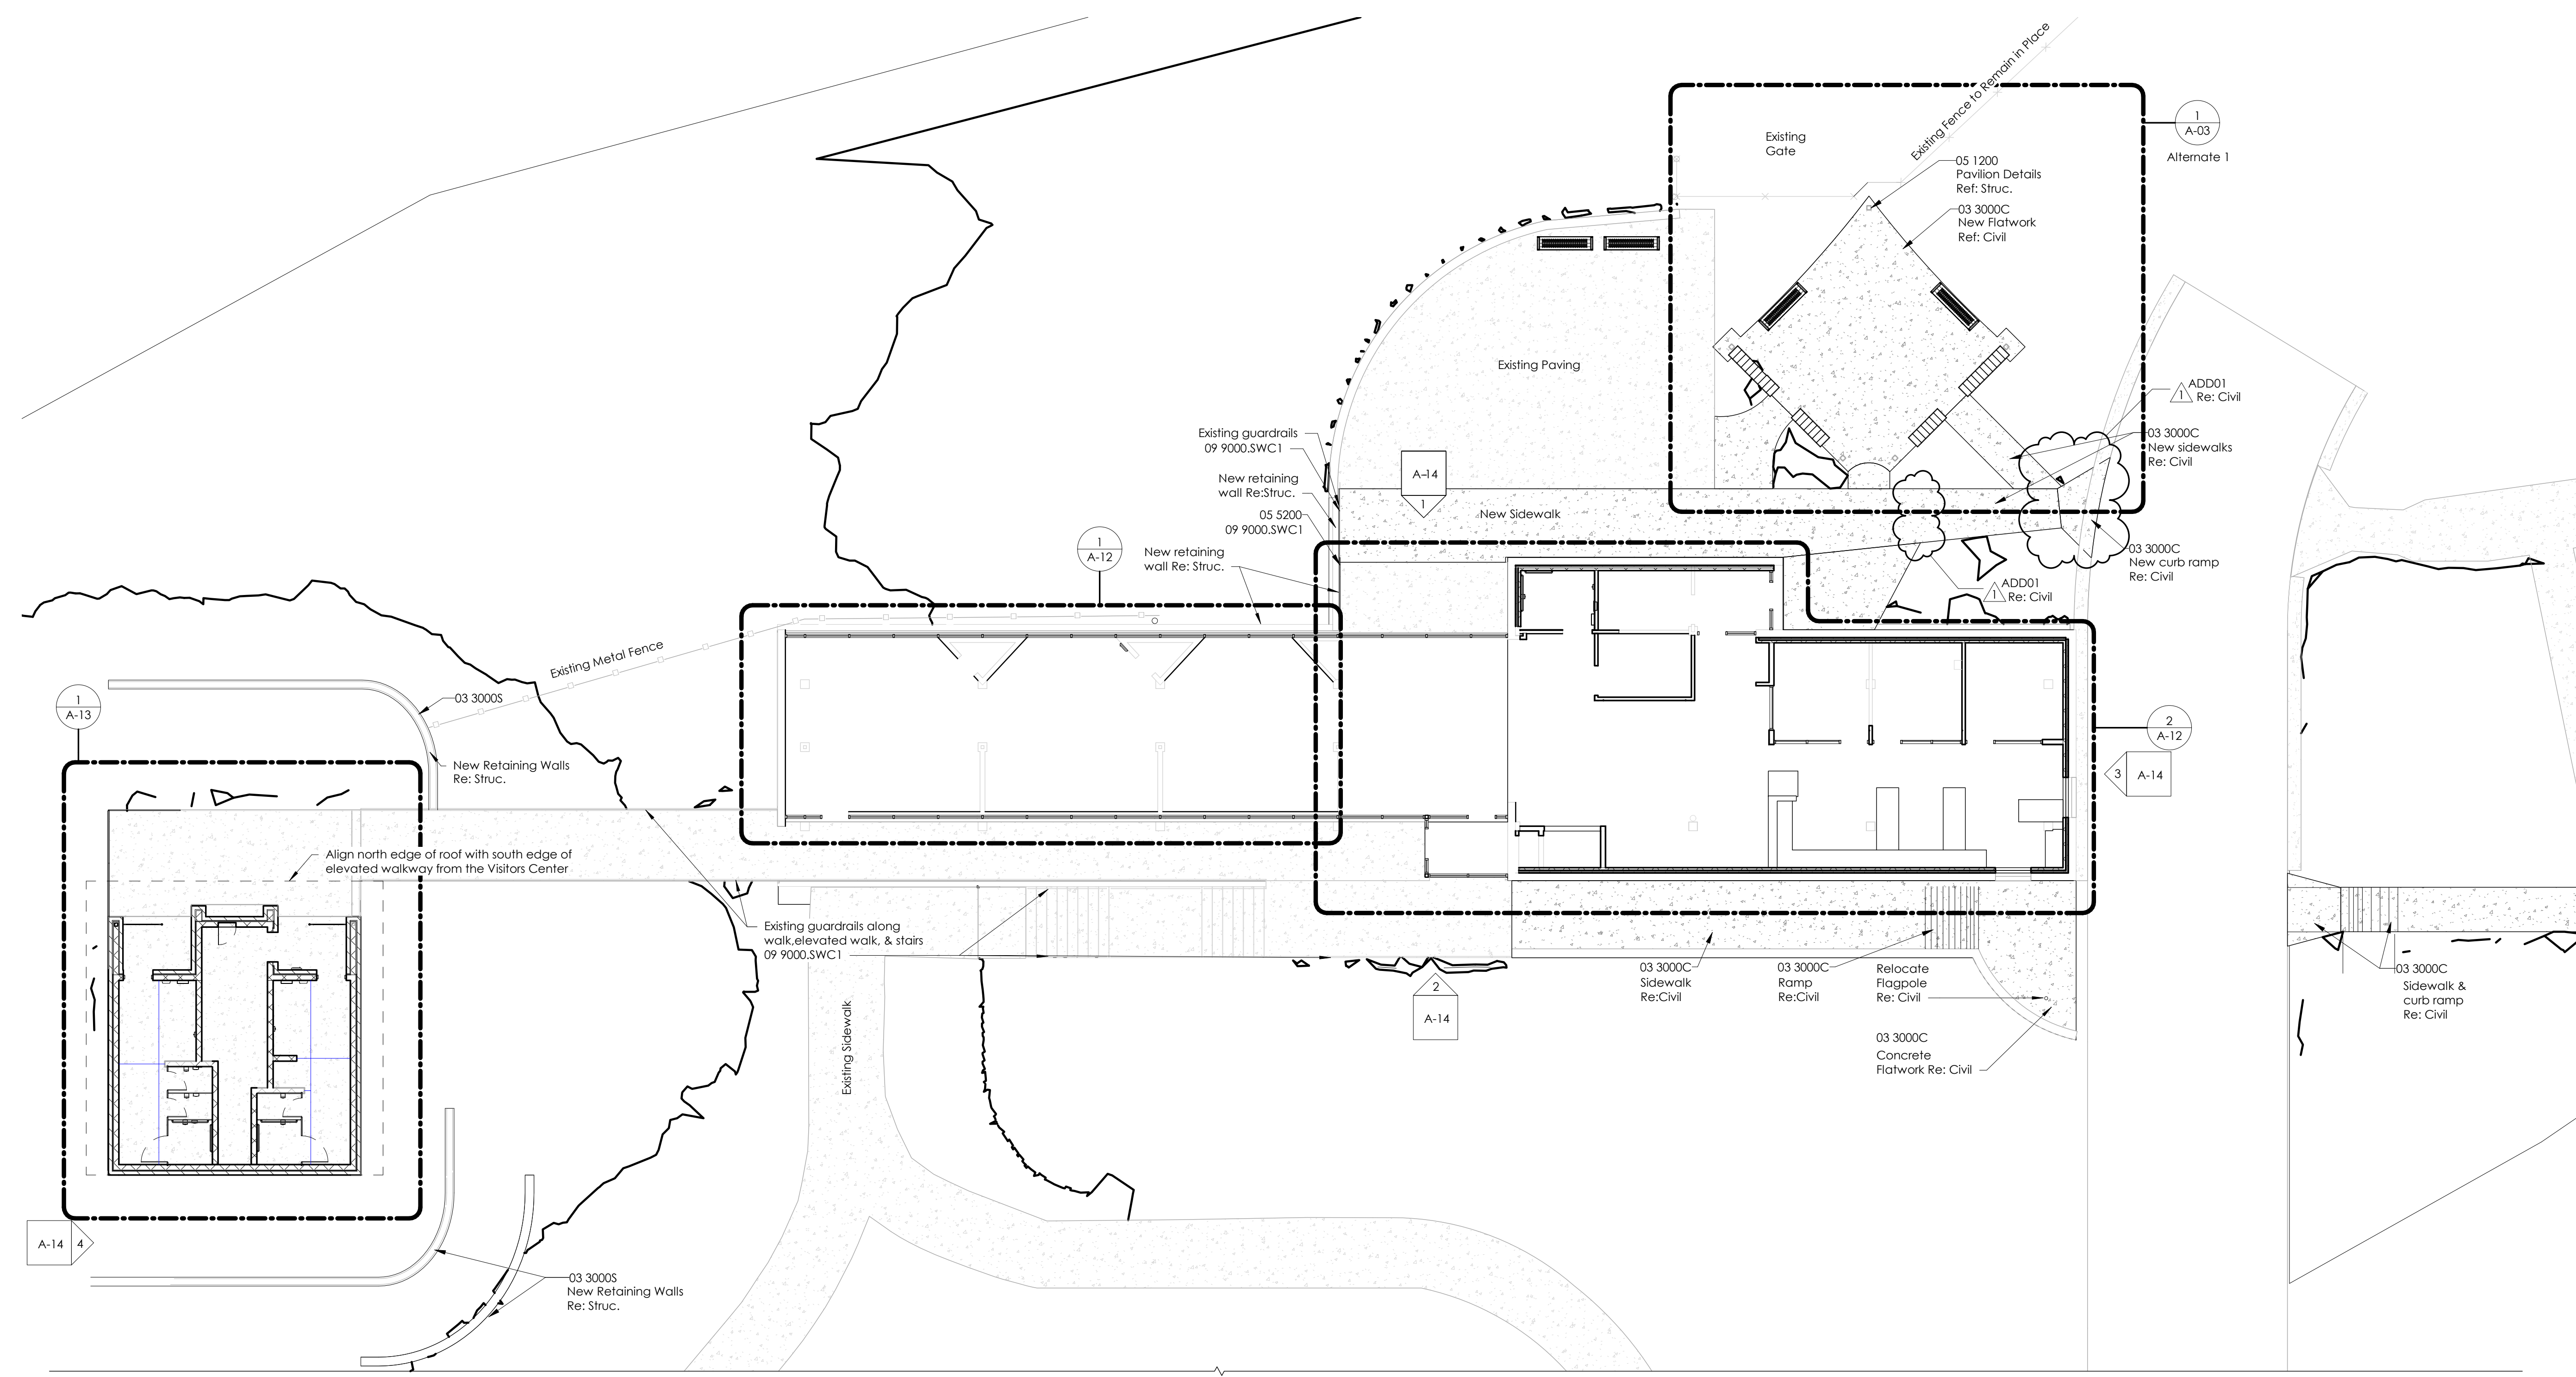 Existing Fence to Remain in Place
1
A-03
Alternate 1
Existing
Gate
05 1200
Pavilion Details
Ref: Struc.
03 3000C
New Flatwork
Ref: Civil
Existing Paving
ADD01
1
Re: Civil
03 3000C
New sidewalks
Re: Civil
Existing guardrails
09 9000.SWC1
New retaining
wall Re:Struc.
05 5200
09 9000.SWC1
A-14
1
New Sidewalk
1
A-12
New retaining
wall Re: Struc.
03 3000C
New curb ramp
Re: Civil
ADD01
1
Re: Civil
Existing Metal Fence
1
A-13
03 3000S
New Retaining Walls
Re: Struc.
2
A-12
3
A-14
Align north edge of roof with south edge of
elevated walkway from the Visitors Center
Existing guardrails along
walk,elevated walk, & stairs
09 9000.SWC1
Existing Sidewalk
2
A-14
03 3000C
Sidewalk
Re:Civil
03 3000C
Ramp
Re:Civil
Relocate
Flagpole
Re: Civil
03 3000C
Concrete
Flatwork Re: Civil
03 3000C
Sidewalk &
curb ramp
Re: Civil
A-14
4
03 3000S
New Retaining Walls
Re: Struc.